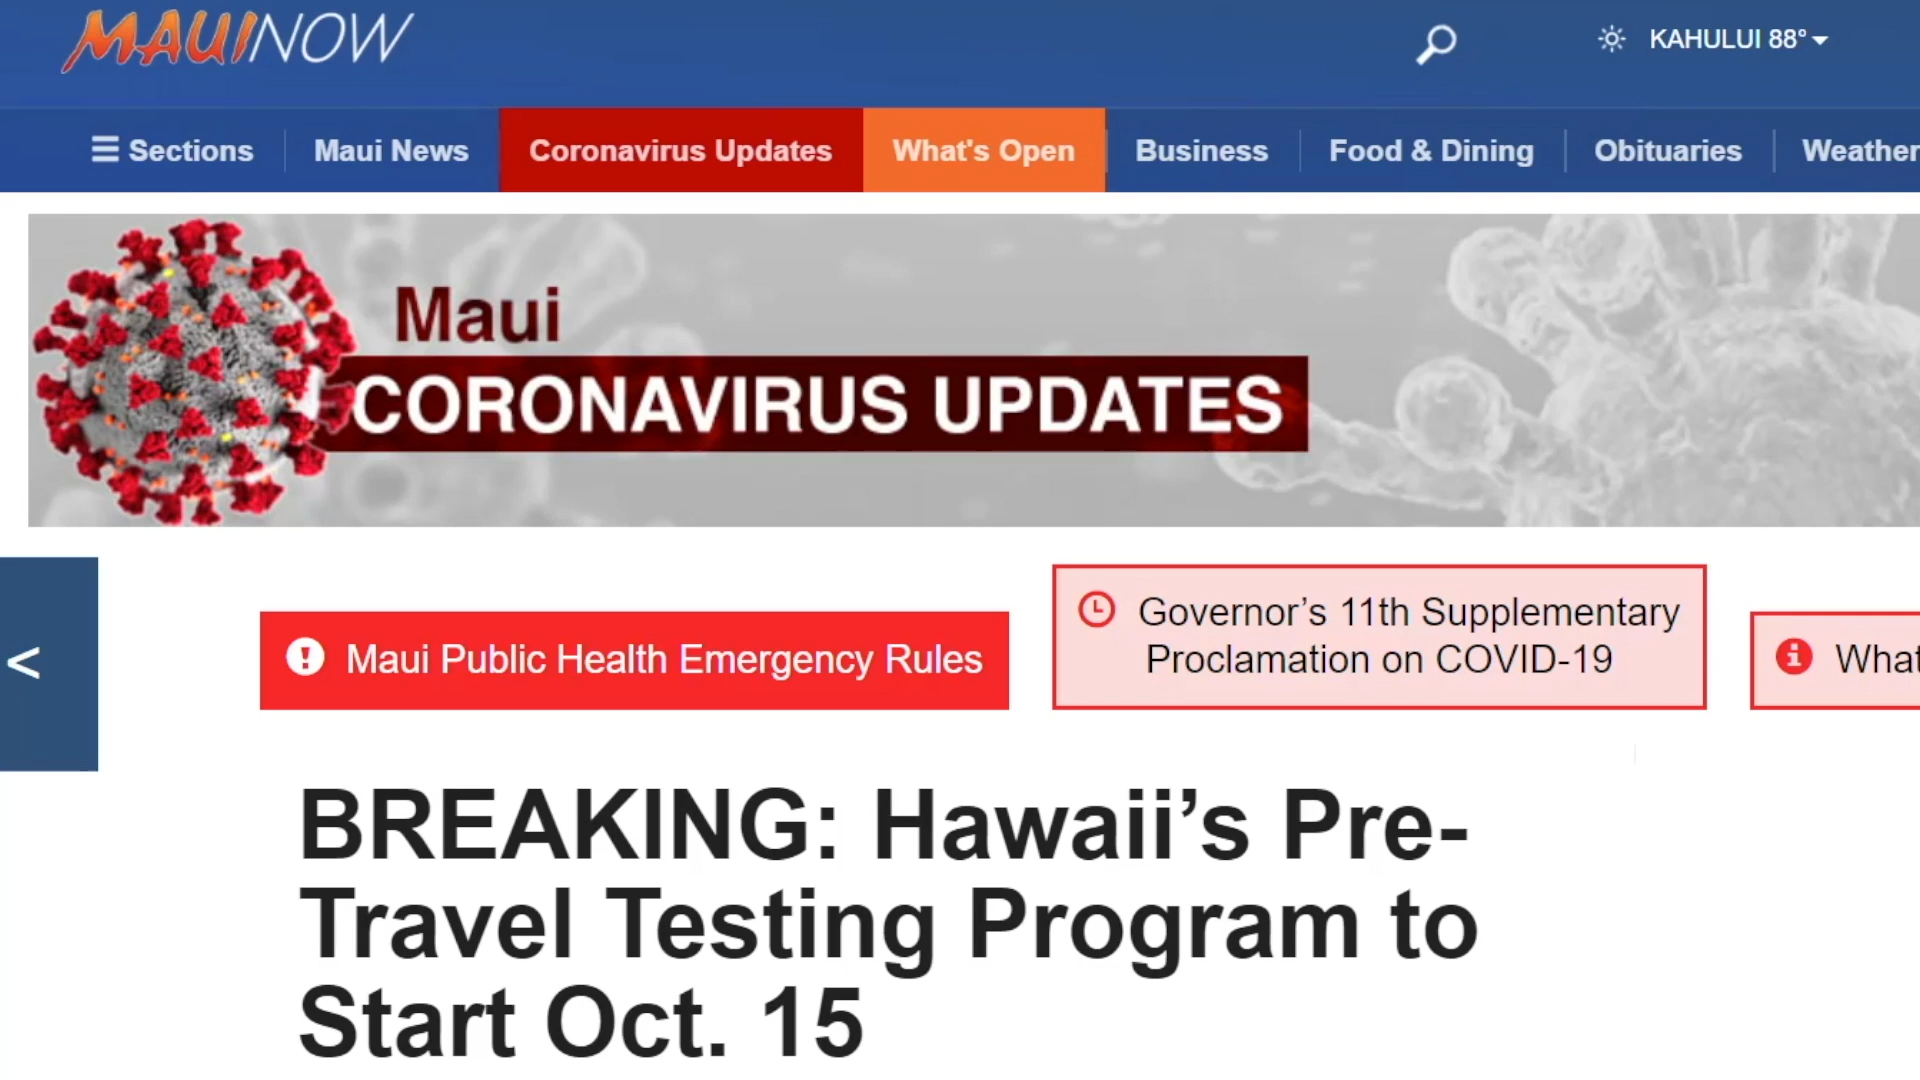 MAUINOW
KAHULUI 88°
Sections
Maui News
Coronavirus Updates
What's Open
Business
Food & Dining
Obituaries
Weather
Maui
CORONAVIRUS UPDATES
<
Maui Public Health Emergency Rules
Governor’s 11th Supplementary
Proclamation on COVID-19
What
BREAKING: Hawaii’s Pre-
Travel Testing Program to
Start Oct. 15